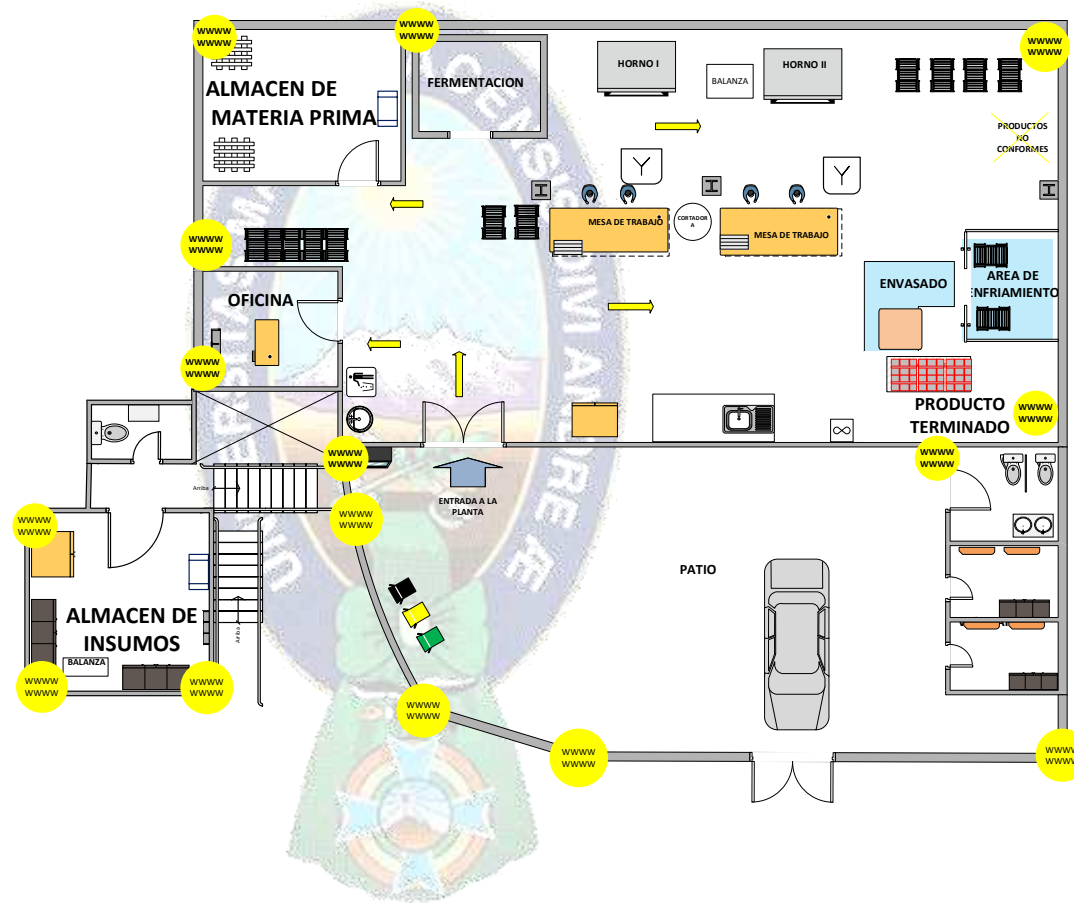 WWWW
WWWW
WWWW
WWWW
WWWW
WWWW
ALMACEN DE
MATERIA PRIMA
FERMENTACION
HORNO I
BALANZA
HORNO II
PRODUCTOS
NO
CONFORMES
Y
Y
MESA DE TRABAJO
CORTADOR
A
MESA DE TRABAJO
WWWW
WWWW
OFICINA
ENVASADO
AREA DE
ENFRIAMIENTO
WWWW
WWWW
PRODUCTO
TERMINADO
WWWW
WWWW
WWWW
WWWW
WWWW
WWWW
Arriba
ENTRADA A LA
PLANTA
WWWW
WWWW
WWWW
WWWW
PATIO
ALMACEN DE
INSUMOS
BALANZA
Arriba
WWWW
WWWW
WWWW
WWWW
WWWW
WWWW
WWWW
WWWW
WWWW
WWWW